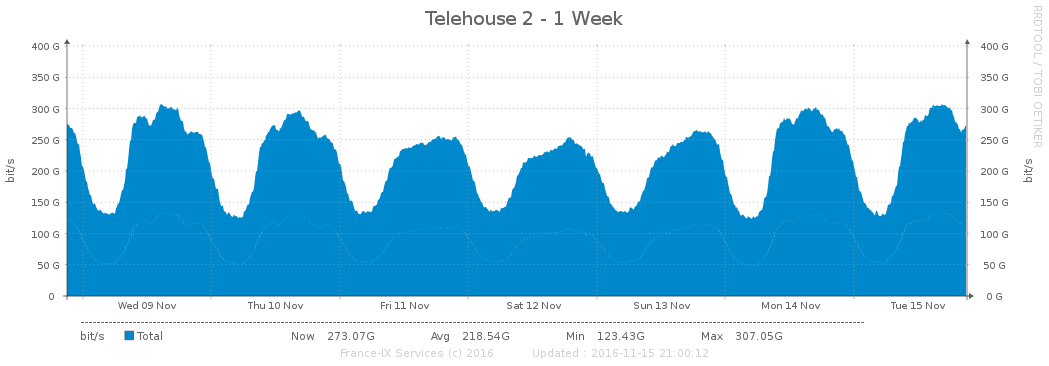 Telehouse 2 - 1 Week
RRDTOOL / TOBI OETIKER
400 G 400 G
350 G 350 G
300 G 300 G
250 G 250 G
200 G 200 G
150 G 150 G
100 G 100 G
50 G 50 G
0 0 G
bit/s bit/s
Wed 09 Nov Thu 10 Nov Fri 11 Nov Sat 12 Nov Sun 13 Nov Mon 14 Nov Tue 15 Nov
bit/s Total Now 273.07G Avg 218.54G Min 123.43G Max 307.05G
France-IX Services (c) 2016 Updated : 2016-11-15 21:00:12